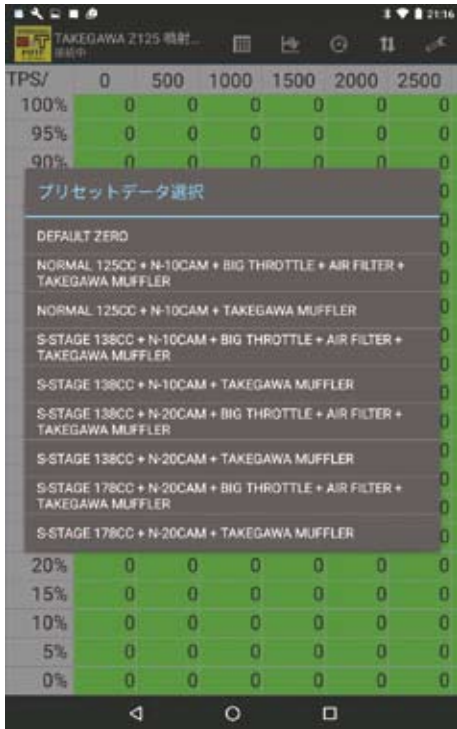 21:16
TAKEGAWA Z125 噴射...
接続中
TPS/ 0 500 1000 1500 2000 2500
100% 0 0 0 0 0 0
95% 0 0 0 0 0 0
90% 0 0 0 0 0 0
プリセットデータ選択
DEFAULT ZERO
NORMAL 125CC + N-10CAM + BIG THROTTLE + AIR FILTER +
TAKEGAWA MUFFLER
NORMAL 125CC + N-10CAM + TAKEGAWA MUFFLER
S-STAGE 138CC + N-10CAM + BIG THROTTLE + AIR FILTER +
TAKEGAWA MUFFLER
S-STAGE 138CC + N-10CAM + TAKEGAWA MUFFLER
S-STAGE 138CC + N-20CAM + BIG THROTTLE + AIR FILTER +
TAKEGAWA MUFFLER
S-STAGE 138CC + N-20CAM + TAKEGAWA MUFFLER
S-STAGE 178CC + N-20CAM + BIG THROTTLE + AIR FILTER +
TAKEGAWA MUFFLER
S-STAGE 178CC + N-20CAM + TAKEGAWA MUFFLER
20% 0 0 0 0 0 0
15% 0 0 0 0 0 0
10% 0 0 0 0 0 0
5% 0 0 0 0 0 0
0% 0 0 0 0 0 0